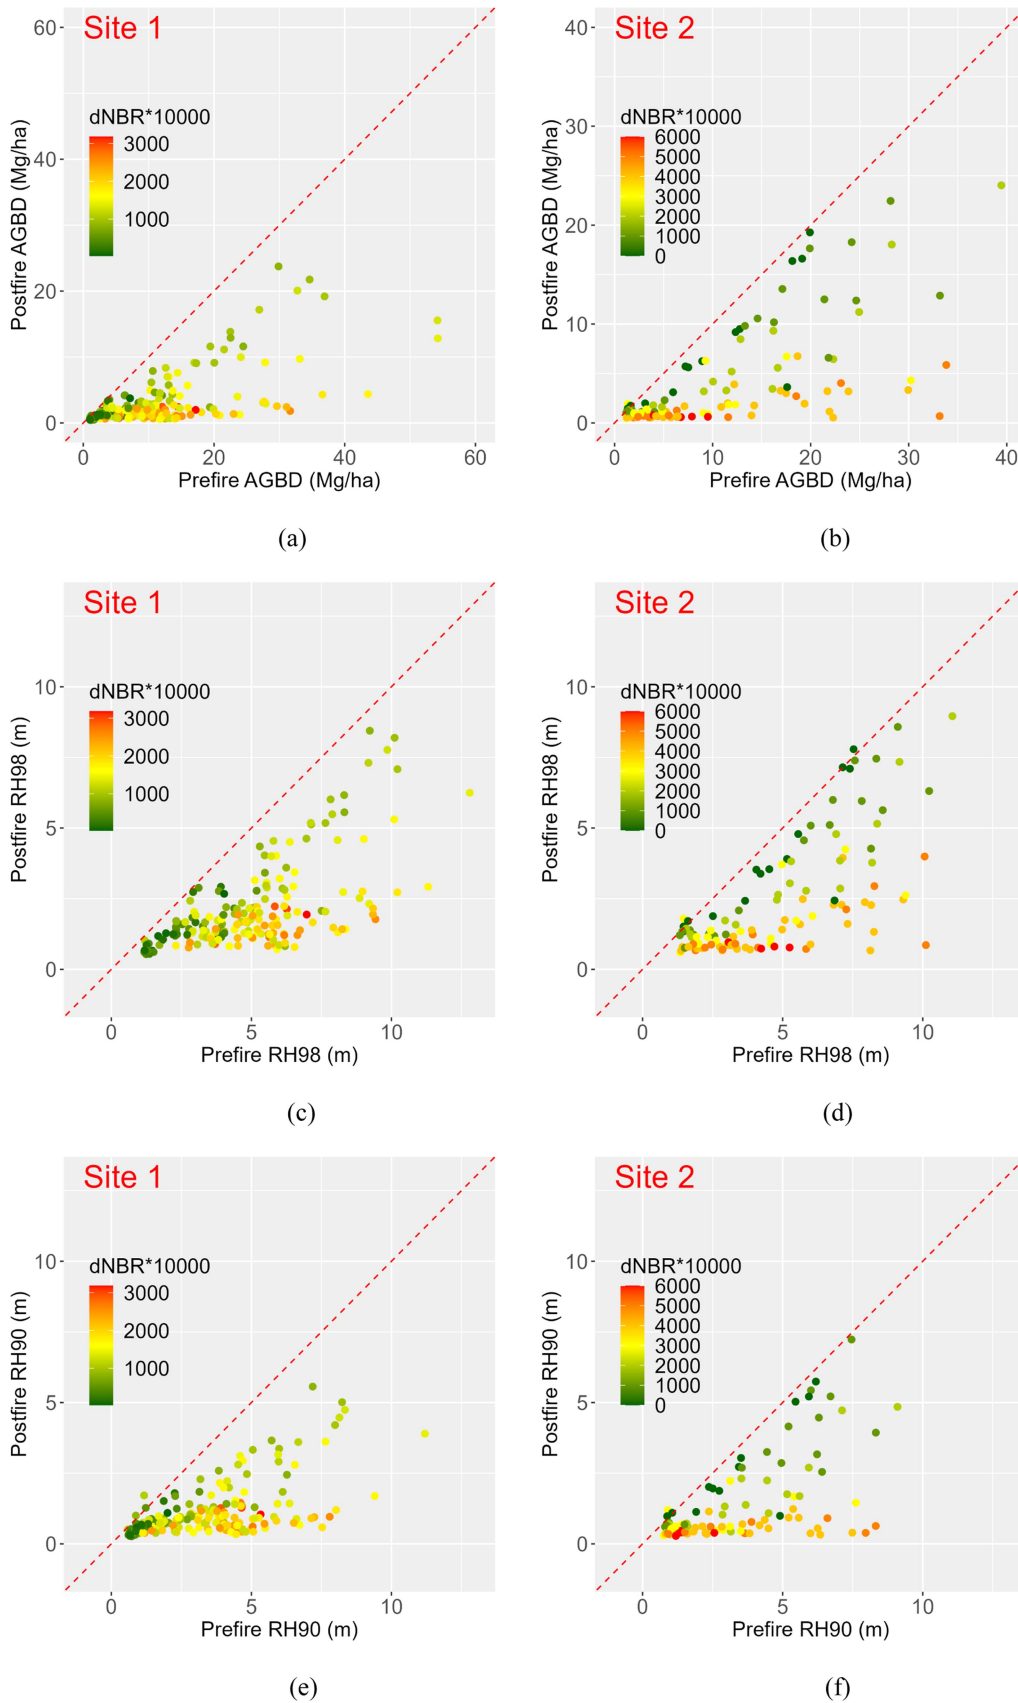 Site 1
dNBR*10000
3000
2000
1000
60
40
20
0
Postfire AGBD (Mg/ha)
0 20 40 60
Prefire AGBD (Mg/ha)
(a)
Site 2
dNBR*10000
6000
5000
4000
3000
2000
1000
0
40
30
20
10
0
Postfire AGBD (Mg/ha)
0 10 20 30 40
Prefire AGBD (Mg/ha)
(b)
Site 1
dNBR*10000
3000
2000
1000
10
5
0
Postfire RH98 (m)
0 5 10
Prefire RH98 (m)
(c)
Site 2
dNBR*10000
6000
5000
4000
3000
2000
1000
0
10
5
0
Postfire RH98 (m)
0 5 10
Prefire RH98 (m)
(d)
Site 1
dNBR*10000
3000
2000
1000
10
5
0
Postfire RH90 (m)
0 5 10
Prefire RH90 (m)
(e)
Site 2
dNBR*10000
6000
5000
4000
3000
2000
1000
0
10
5
0
Postfire RH90 (m)
0 5 10
Prefire RH90 (m)
(f)